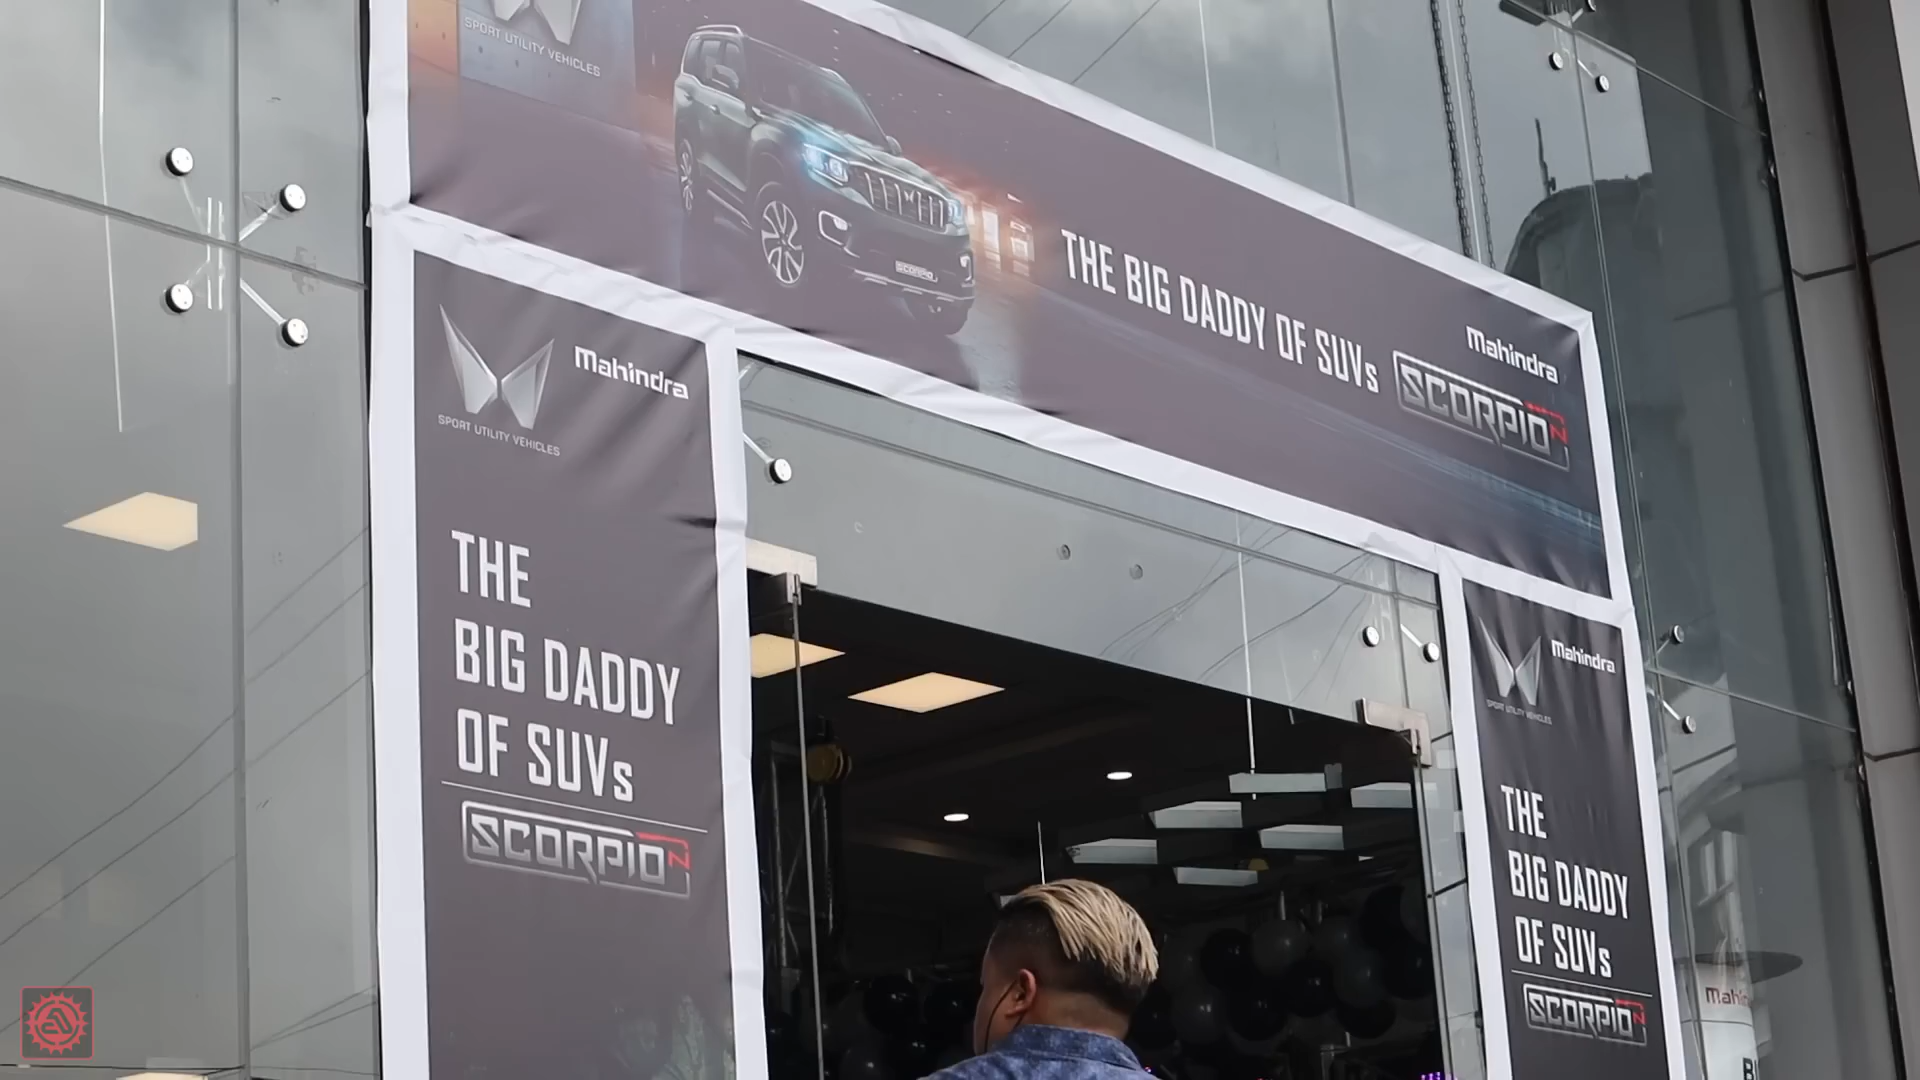 SPORT UTILITY VEHICLES
SCORPIO
THE BIG DADDY OF SUVs
Mahindra
SCORPIO N
Mahindra
SPORT UTILITY VEHICLES
THE
BIG DADDY
OF SUVs
SCORPIO N
Mahindra
SPORT UTILITY VEHICLES
THE
BIG DADDY
OF SUVs
SCORPIO N